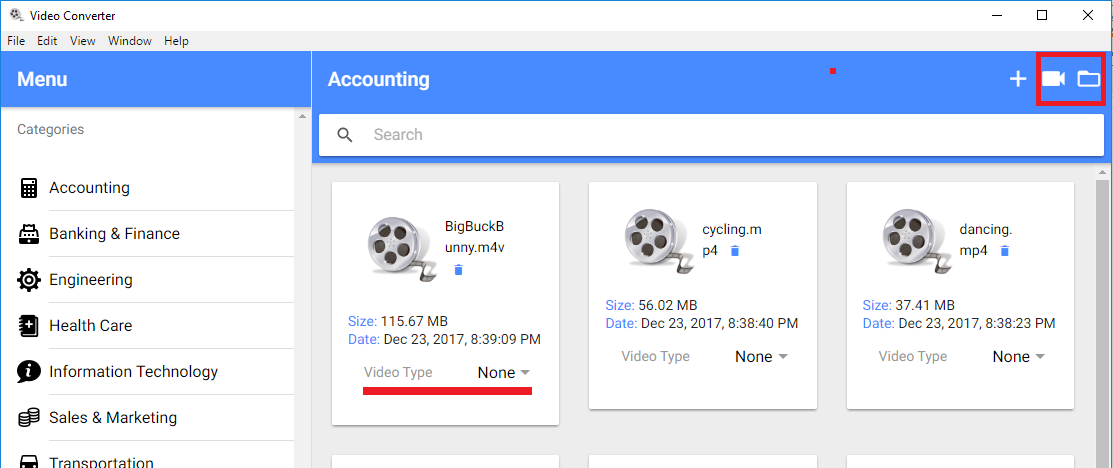 Video Converter
File Edit View Window Help
Menu
Accounting
Categories
Search
Accounting
Banking & Finance
Engineering
Health Care
Information Technology
Sales & Marketing
Transportation
BigBuckB
unny.m4v
Size: 115.67 MB
Date: Dec 23, 2017, 8:39:09 PM
Video Type None
cycling.m
p4
Size: 56.02 MB
Date: Dec 23, 2017, 8:38:40 PM
Video Type None
dancing.
mp4
Size: 37.41 MB
Date: Dec 23, 2017, 8:38:23 PM
Video Type None